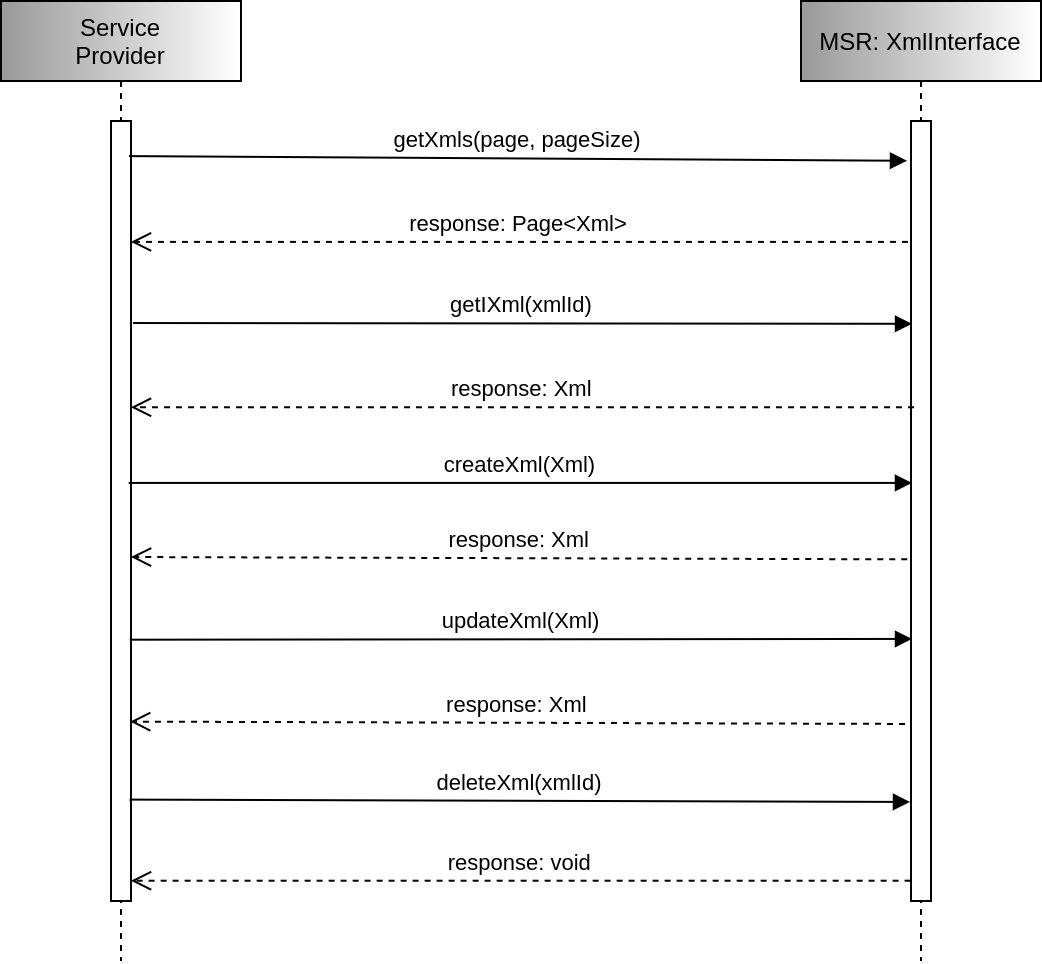 Service
Provider
MSR: XmlInterface
getXmls(page, pageSize)
response: Page<Xml>
getIXml(xmlId)
response: Xml
createXml(Xml)
response: Xml
updateXml(Xml)
response: Xml
deleteXml(xmlId)
response: void